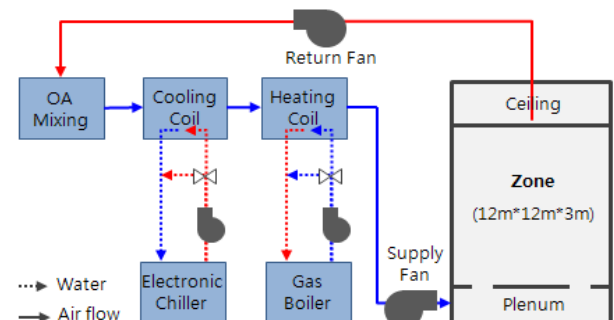 Return Fan
OA
Mixing
Cooling
Coil
Heating
Coil
Ceiling
Zone
(12m*12m*3m)
Supply
Fan
Electronic
Chiller
Gas
Boiler
Plenum
Water
Air flow